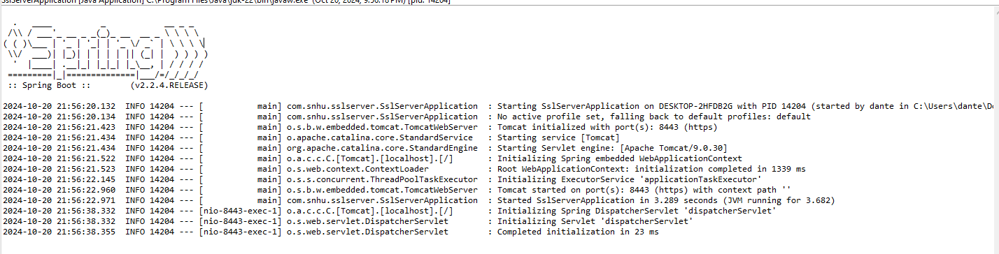 SslServerApplication [Java Application] C:\Program Files\Java\jdk-22\bin\javaw.exe (Oct 20, 2024, 9:56:18 PM) [pid: 14204]
  .   ____          _            __ _ _
 /\\ / ___'_ __ _ _(_)_ __  __ _ \ \ \ \
( ( )\___ | '_ | '_| | '_ \/ _` | \ \ \ \
 \\/  ___)| |_)| | | | | || (_| |  ) ) ) )
  '  |____| .__|_| |_|_| |_\__, | / / / /
 =========|_|==============|___/=/_/_/_/
 :: Spring Boot ::        (v2.2.4.RELEASE)
2024-10-20 21:56:20.132  INFO 14204 --- [           main] com.snhu.sslserver.SslServerApplication  : Starting SslServerApplication on DESKTOP-2HFDB2G with PID 14204 (started by dante in C:\Users\dante\De
2024-10-20 21:56:20.134  INFO 14204 --- [           main] com.snhu.sslserver.SslServerApplication  : No active profile set, falling back to default profiles: default
2024-10-20 21:56:21.423  INFO 14204 --- [           main] o.s.b.w.embedded.tomcat.TomcatWebServer  : Tomcat initialized with port(s): 8443 (https)
2024-10-20 21:56:21.434  INFO 14204 --- [           main] o.apache.catalina.core.StandardService   : Starting service [Tomcat]
2024-10-20 21:56:21.434  INFO 14204 --- [           main] org.apache.catalina.core.StandardEngine  : Starting Servlet engine: [Apache Tomcat/9.0.30]
2024-10-20 21:56:21.522  INFO 14204 --- [           main] o.a.c.c.C.[Tomcat].[localhost].[/]       : Initializing Spring embedded WebApplicationContext
2024-10-20 21:56:21.523  INFO 14204 --- [           main] o.s.web.context.ContextLoader            : Root WebApplicationContext: initialization completed in 1339 ms
2024-10-20 21:56:22.145  INFO 14204 --- [           main] o.s.s.concurrent.ThreadPoolTaskExecutor  : Initializing ExecutorService 'applicationTaskExecutor'
2024-10-20 21:56:22.960  INFO 14204 --- [           main] o.s.b.w.embedded.tomcat.TomcatWebServer  : Tomcat started on port(s): 8443 (https) with context path ''
2024-10-20 21:56:22.971  INFO 14204 --- [           main] com.snhu.sslserver.SslServerApplication  : Started SslServerApplication in 3.289 seconds (JVM running for 3.682)
2024-10-20 21:56:38.332  INFO 14204 --- [nio-8443-exec-1] o.a.c.c.C.[Tomcat].[localhost].[/]       : Initializing Spring DispatcherServlet 'dispatcherServlet'
2024-10-20 21:56:38.332  INFO 14204 --- [nio-8443-exec-1] o.s.web.servlet.DispatcherServlet        : Initializing Servlet 'dispatcherServlet'
2024-10-20 21:56:38.355  INFO 14204 --- [nio-8443-exec-1] o.s.web.servlet.DispatcherServlet        : Completed initialization in 23 ms